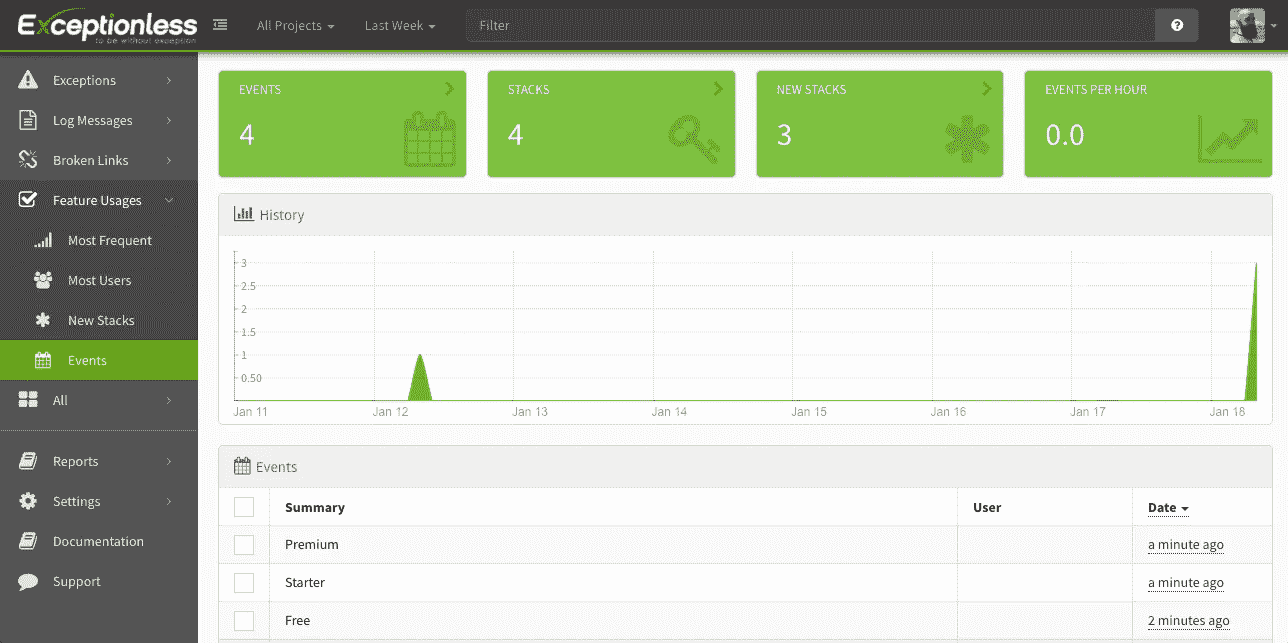 Exceptionless
to be without exception
All Projects
Last Week
Filter
?
Exceptions
Log Messages
Broken Links
Feature Usages
Most Frequent
Most Users
New Stacks
Events
All
Reports
Settings
Documentation
Support
EVENTS
4
STACKS
4
NEW STACKS
3
EVENTS PER HOUR
0.0
History
3
2.5
2
1.5
1
0.50
Jan 11 Jan 12 Jan 13 Jan 14 Jan 15 Jan 16 Jan 17 Jan 18
Events
Summary User Date
Premium a minute ago
Starter a minute ago
Free 2 minutes ago